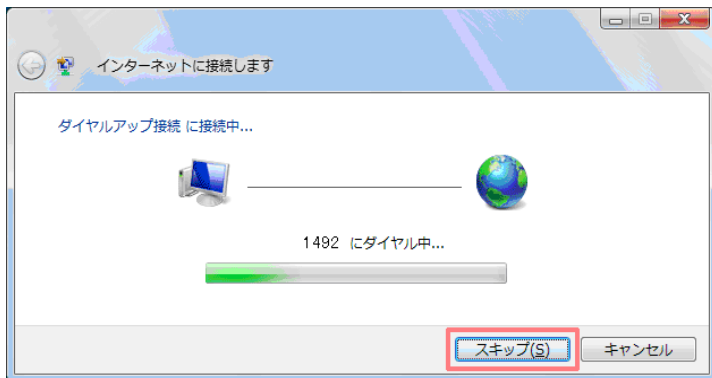 インターネットに接続します
ダイヤルアップ接続 に接続中...
1492 にダイヤル中...
スキップ(S) キャンセル